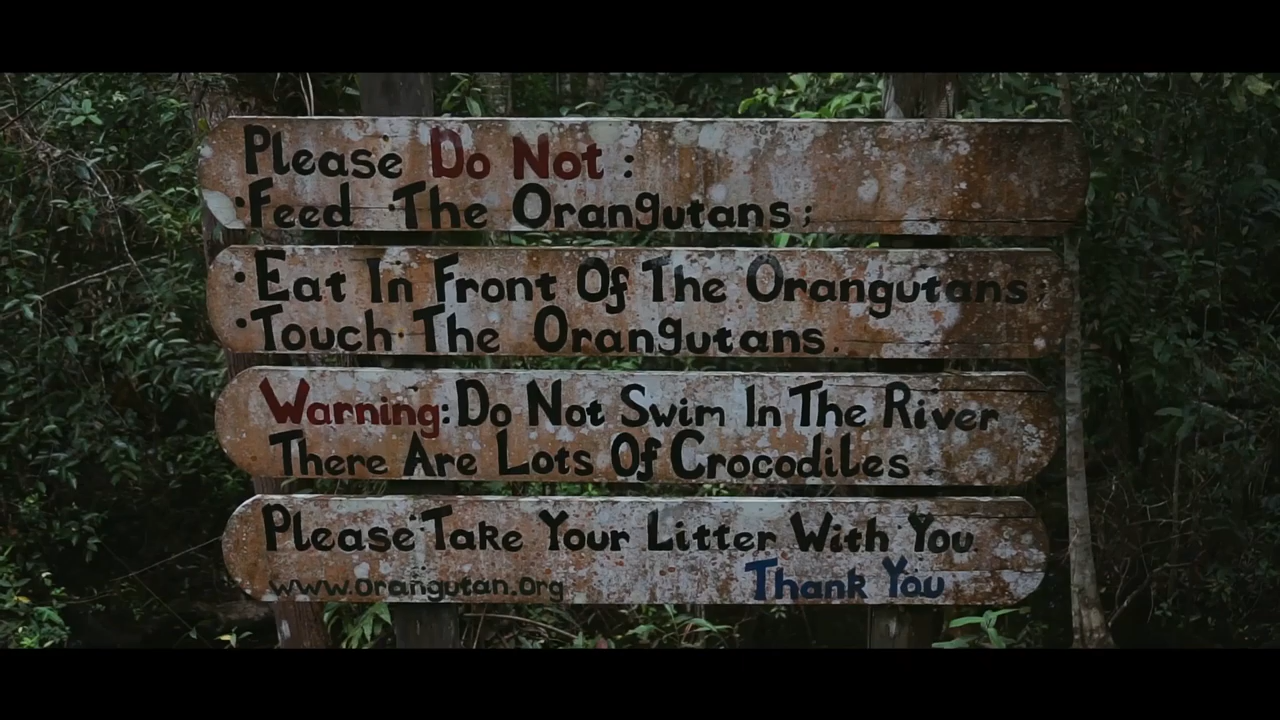 Please Do Not :
·Feed The Orangutans;
·Eat In Front Of The Orangutans;
·Touch The Orangutans.
Warning: Do Not Swim In The River
There Are Lots Of Crocodiles.
Please Take Your Litter With You.
www.Orangutan.Org
Thank You